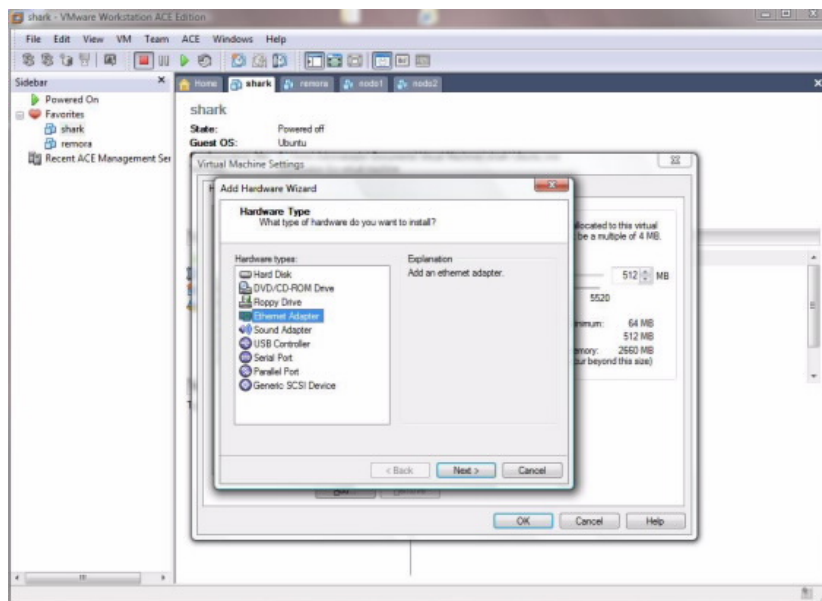 shark - VMware Workstation ACE Edition
File Edit View VM Team ACE Windows Help
Sidebar
Powered On
Favorites
shark
remora
Recent ACE Management Ser
Home shark remora node1 node2
shark
State: Powered off
Guest OS: Ubuntu
Virtual Machine Settings
Add Hardware Wizard
Hardware Type
What type of hardware do you want to install?
Hardware types:
Hard Disk
DVD/CD-ROM Drive
Floppy Drive
Ethernet Adapter
Sound Adapter
USB Controller
Serial Port
Parallel Port
Generic SCSI Device
Explanation
Add an ethernet adapter.
< Back Next > Cancel
allocated to this virtual
be a multiple of 4 MB.
512 MB
5520
64 MB
512 MB
2660 MB
beyond this size)
OK Cancel Help